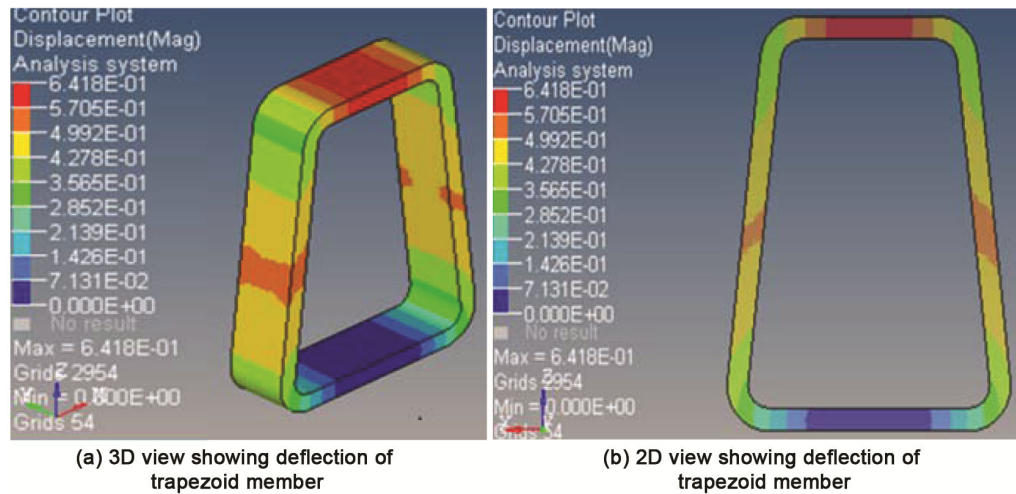 Contour Plot
Displacement(Mag)
Analysis system
6.418E-01
5.705E-01
4.992E-01
4.278E-01
3.565E-01
2.852E-01
2.139E-01
1.426E-01
7.131E-02
0.000E+00
No result
Max = 6.418E-01
Grids 2954
Min = 0.000E+00
Grids 54
Z
Y
X
(a) 3D view showing deflection of
trapezoid member
Contour Plot
Displacement(Mag)
Analysis system
6.418E-01
5.705E-01
4.992E-01
4.278E-01
3.565E-01
2.852E-01
2.139E-01
1.426E-01
7.131E-02
0.000E+00
No result
Max = 6.418E-01
Grids 2954
Min = 0.000E+00
Grids 54
Z
(b) 2D view showing deflection of
trapezoid member